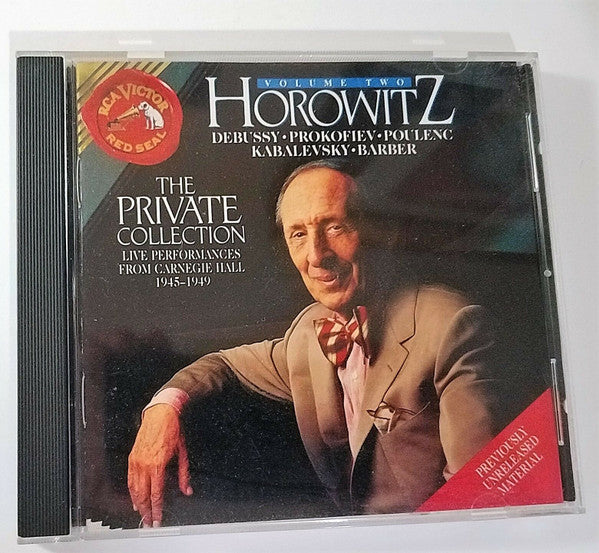 RCA VICTOR
RED SEAL
VOLUME TWO
HOROWITZ
DEBUSSY • PROKOFIEV • POULENC
KABALEVSKY • BARBER
THE
PRIVATE
COLLECTION
LIVE PERFORMANCES
FROM CARNEGIE HALL
1945–1949
PREVIOUSLY
UNRELEASED
MATERIAL